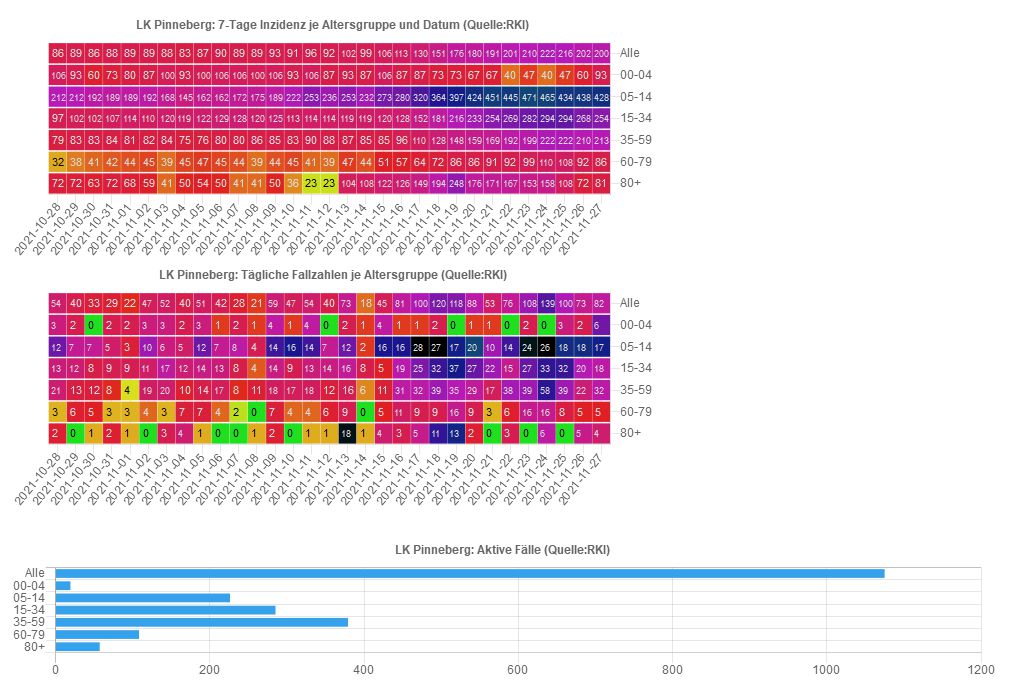 LK Pinneberg: 7-Tage Inzidenz je Altersgruppe und Datum (Quelle:RKI)
86 89 86 88 89 89 88 83 87 90 89 89 93 91 96 92 102 99 106 113 130 151 176 180 191 201 210 222 216 202 200 Alle
106 93 60 73 80 87 100 93 100 106 106 100 106 93 106 87 93 87 106 87 87 73 73 67 67 40 47 40 47 60 93 00-04
212 212 192 189 189 192 168 145 162 162 172 175 189 222 253 236 253 232 273 280 320 364 397 424 451 445 471 465 434 438 428 05-14
97 102 102 107 114 110 120 119 122 129 128 120 125 113 114 114 119 119 120 128 152 181 216 233 254 269 282 294 294 268 254 15-34
79 83 83 84 81 82 84 75 76 80 80 86 85 83 90 88 87 85 85 96 110 128 148 159 169 192 199 222 222 210 213 35-59
32 38 41 42 44 45 39 45 47 45 44 39 44 45 41 39 47 44 51 57 64 72 86 86 91 92 99 110 108 92 86 60-79
72 72 63 72 68 59 41 50 54 50 41 41 50 36 23 23 104 108 122 126 149 194 248 176 171 167 153 158 108 72 81 80+
2021-10-28 2021-10-29 2021-10-30 2021-10-31 2021-11-01 2021-11-02 2021-11-03 2021-11-04 2021-11-05 2021-11-06 2021-11-07 2021-11-08 2021-11-09 2021-11-10 2021-11-11 2021-11-12 2021-11-13 2021-11-14 2021-11-15 2021-11-16 2021-11-17 2021-11-18 2021-11-19 2021-11-20 2021-11-21 2021-11-22 2021-11-23 2021-11-24 2021-11-25 2021-11-26 2021-11-27
LK Pinneberg: Tägliche Fallzahlen je Altersgruppe (Quelle:RKI)
54 40 33 29 22 47 52 40 51 42 28 21 59 47 54 40 73 18 45 81 100 120 118 88 53 76 108 139 100 73 82 Alle
3 2 0 2 2 3 3 2 3 1 2 1 4 1 4 0 2 1 4 1 1 2 0 1 1 0 2 0 3 2 6 00-04
12 7 7 5 3 10 6 5 12 7 8 4 14 16 14 7 12 2 16 16 28 27 17 20 10 14 24 26 18 18 17 05-14
13 12 8 9 9 11 17 12 14 13 8 4 14 9 13 14 16 8 5 19 25 32 37 27 22 15 27 33 32 20 18 15-34
21 13 12 8 4 19 20 10 14 17 8 11 18 17 18 12 16 6 11 31 32 39 35 29 17 38 39 58 39 22 32 35-59
3 6 5 3 3 4 3 7 7 4 2 0 7 4 4 6 9 0 5 11 9 9 16 9 3 6 16 16 8 5 5 60-79
2 0 1 2 1 0 3 4 1 0 0 1 2 0 1 1 18 1 4 3 5 11 13 2 0 3 0 6 0 5 4 80+
2021-10-28 2021-10-29 2021-10-30 2021-10-31 2021-11-01 2021-11-02 2021-11-03 2021-11-04 2021-11-05 2021-11-06 2021-11-07 2021-11-08 2021-11-09 2021-11-10 2021-11-11 2021-11-12 2021-11-13 2021-11-14 2021-11-15 2021-11-16 2021-11-17 2021-11-18 2021-11-19 2021-11-20 2021-11-21 2021-11-22 2021-11-23 2021-11-24 2021-11-25 2021-11-26 2021-11-27
LK Pinneberg: Aktive Fälle (Quelle:RKI)
Alle
00-04
05-14
15-34
35-59
60-79
80+
0 200 400 600 800 1000 1200